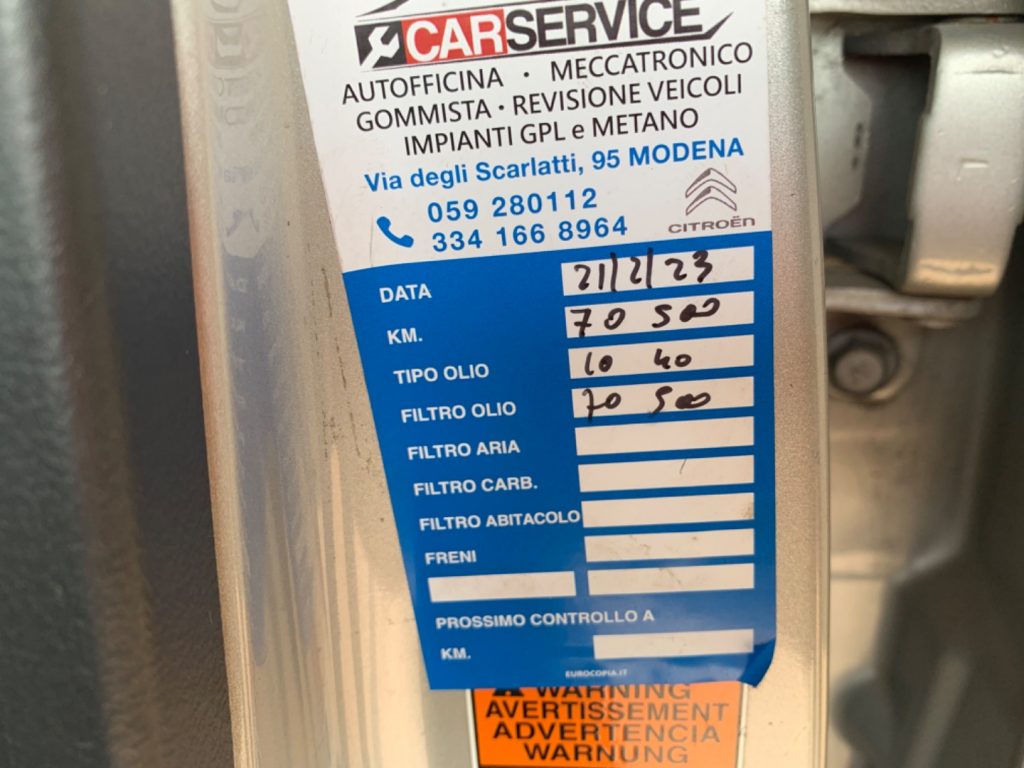 CARSERVICE
AUTOFFICINA · MECCATRONICO
GOMMISTA · REVISIONE VEICOLI
IMPIANTI GPL e METANO
Via degli Scarlatti, 95 MODENA
059 280112
334 166 8964
CITROËN
DATA 21/2/23
KM. 70 500
TIPO OLIO 10 40
FILTRO OLIO 70 500
FILTRO ARIA
FILTRO CARB.
FILTRO ABITACOLO
FRENI
PROSSIMO CONTROLLO A
KM.
EUROCOPIA.IT
WARNING
AVERTISSEMENT
ADVERTENCIA
WARNUNG